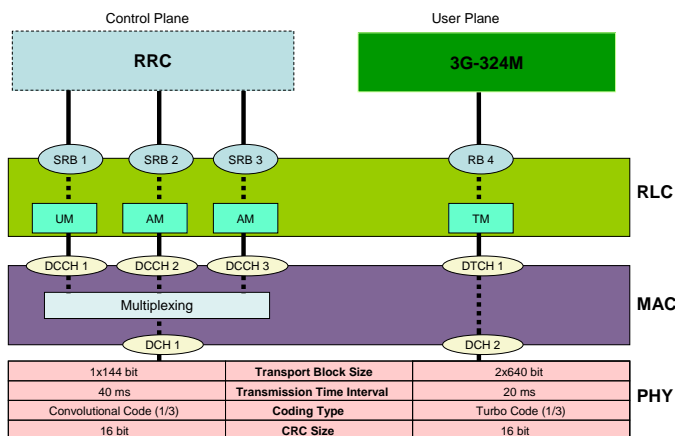 Control Plane User Plane
RRC 3G-324M
SRB 1 SRB 2 SRB 3 RB 4
RLC
UM AM AM TM
DCCH 1 DCCH 2 DCCH 3 DTCH 1
Multiplexing MAC
DCH 1 DCH 2
1x144 bit Transport Block Size 2x640 bit
40 ms Transmission Time Interval 20 ms
PHY
Convolutional Code (1/3) Coding Type Turbo Code (1/3)
16 bit CRC Size 16 bit